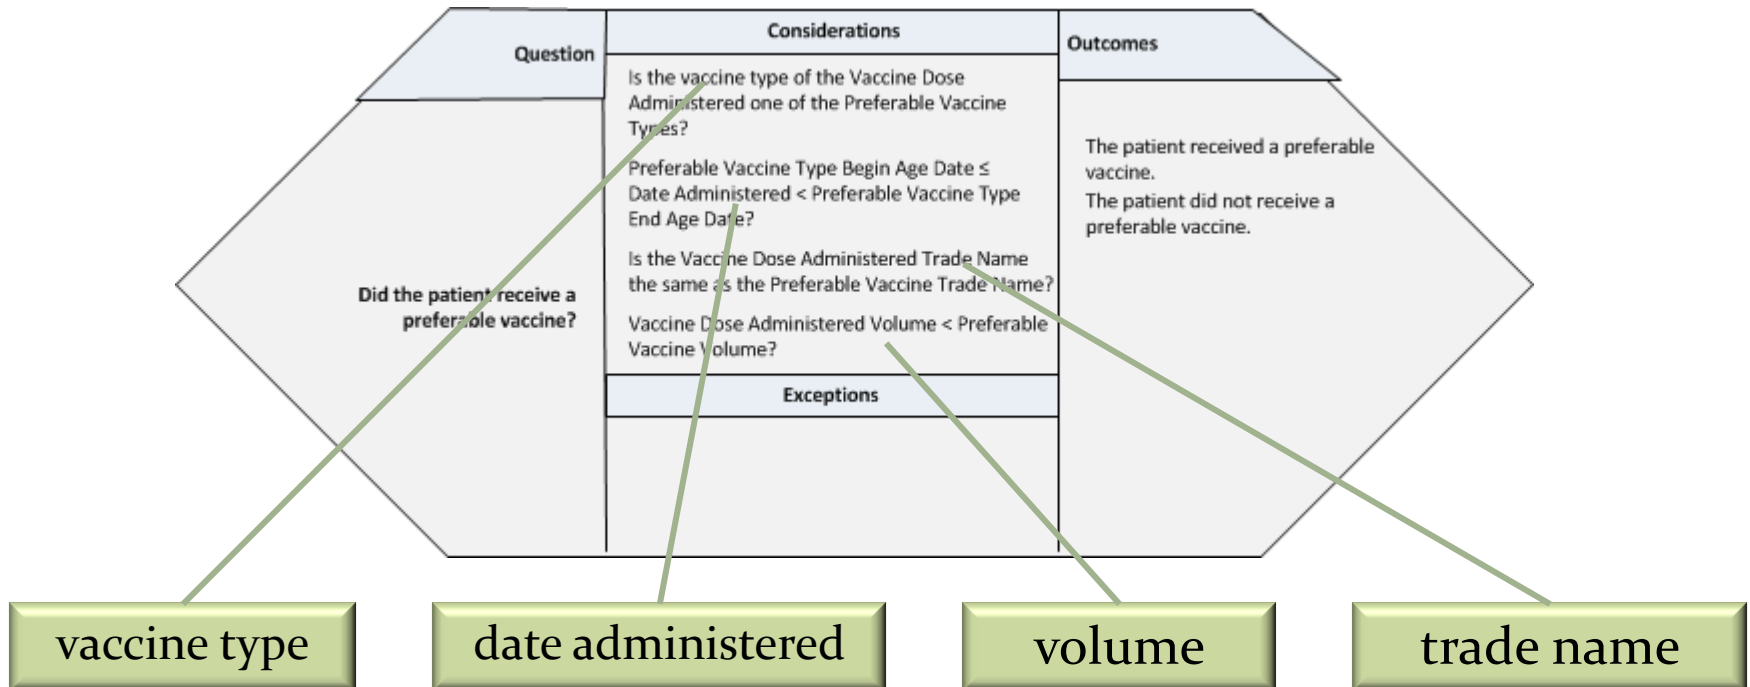 Question
Considerations
Outcomes
Did the patient receive a
preferable vaccine?
Is the vaccine type of the Vaccine Dose
Administered one of the Preferable Vaccine
Types?
Preferable Vaccine Type Begin Age Date ≤
Date Administered < Preferable Vaccine Type
End Age Date?
Is the Vaccine Dose Administered Trade Name
the same as the Preferable Vaccine Trade Name?
Vaccine Dose Administered Volume < Preferable
Vaccine Volume?
Exceptions
The patient received a preferable
vaccine.
The patient did not receive a
preferable vaccine.
vaccine type
date administered
volume
trade name